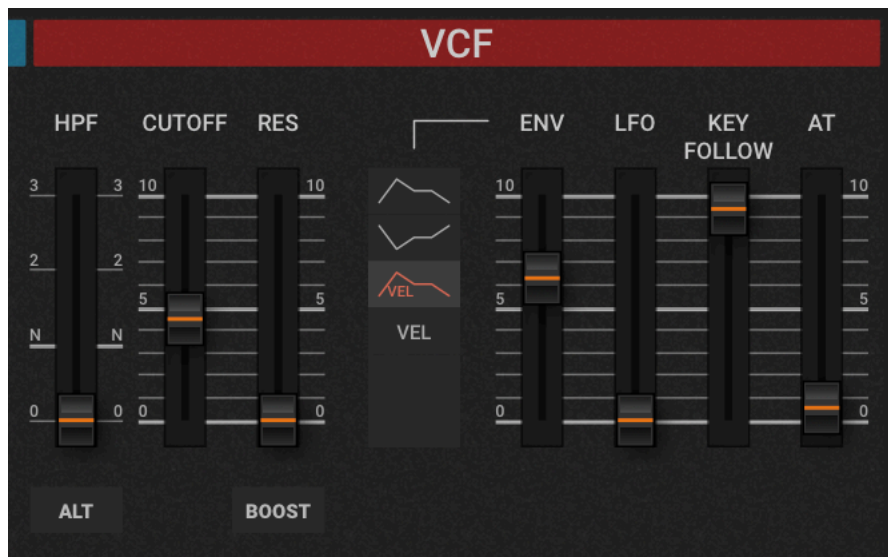 VCF
HPF CUTOFF RES ENV LFO KEY AT
FOLLOW
3 3 10 10 10 10
VEL
2 2
5 5 5 5
N N VEL
0 0 0 0 0 0
ALT BOOST